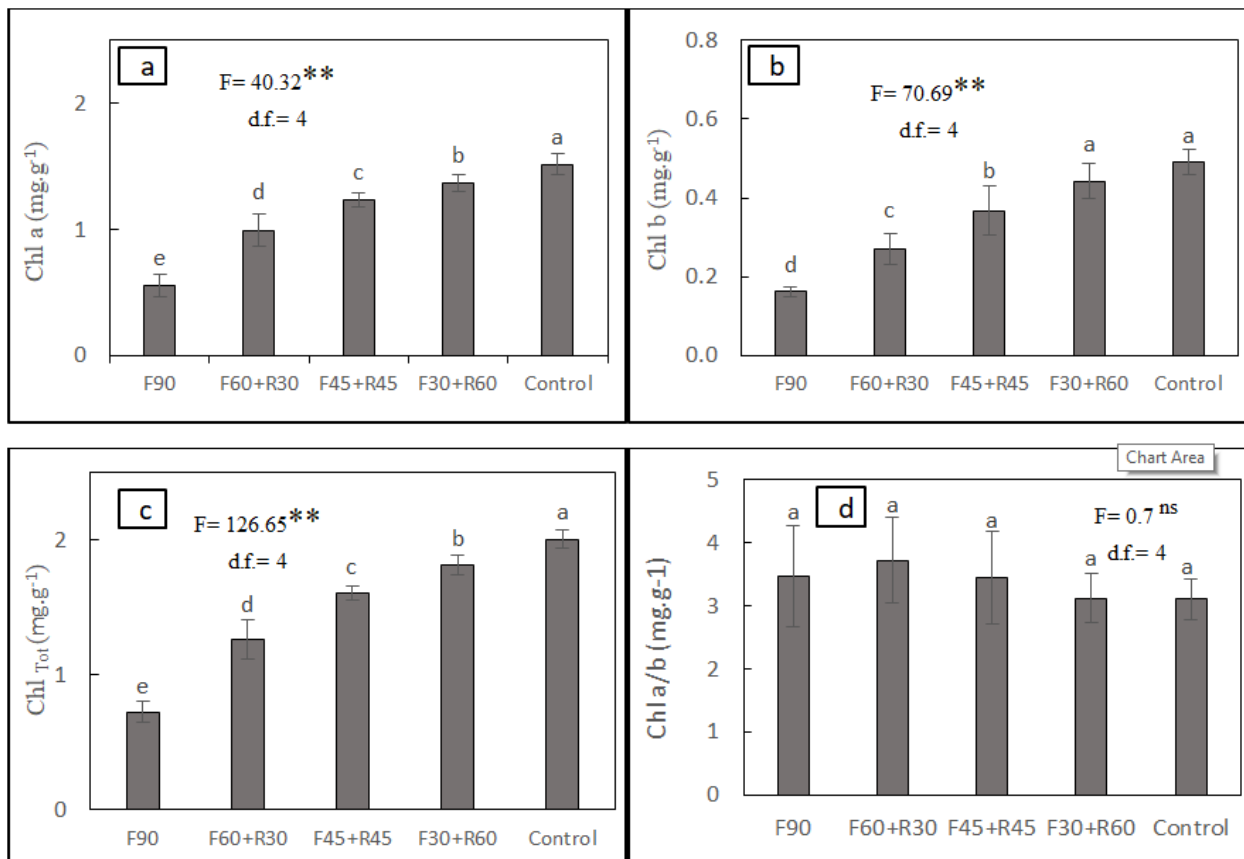 a
F= 40.32**
d.f.= 4
Chl a (mg.g-1)
2
1
0
e
d
c
b
a
F90
F60+R30
F45+R45
F30+R60
Control
b
F= 70.69**
d.f.= 4
Chl b (mg.g-1)
0.8
0.6
0.4
0.2
0.0
d
c
b
a
a
F90
F60+R30
F45+R45
F30+R60
Control
c
F= 126.65**
d.f.= 4
Chl Tot (mg.g-1)
2
1
0
e
d
c
b
a
F90
F60+R30
F45+R45
F30+R60
Control
Chart Area
d
F= 0.7 ns
d.f.= 4
Chl a/b (mg.g-1)
5
4
3
2
1
0
a
a
a
a
a
F90
F60+R30
F45+R45
F30+R60
Control